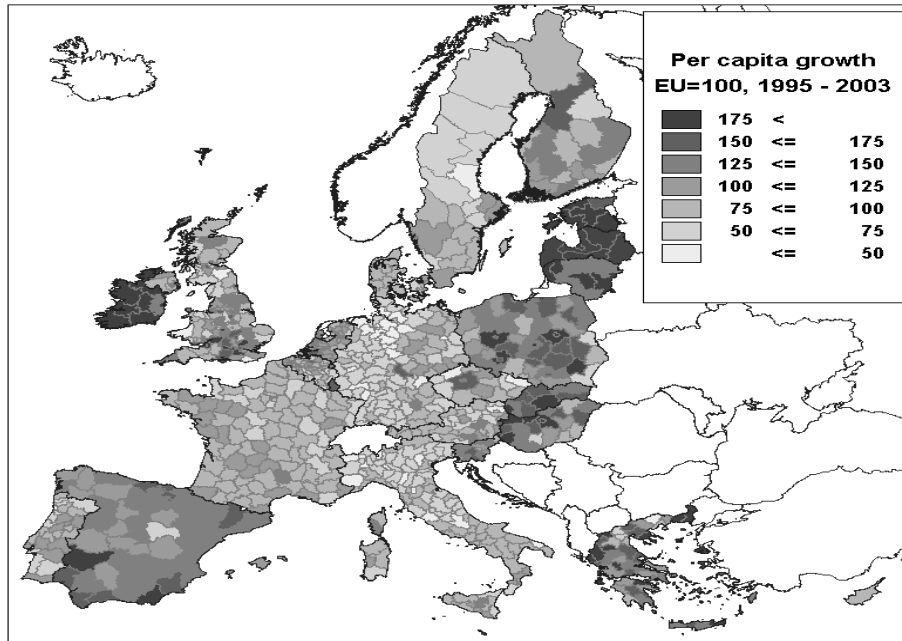 Per capita growth
EU=100, 1995 - 2003
175 <
150 <= 175
125 <= 150
100 <= 125
75 <= 100
50 <= 75
<= 50